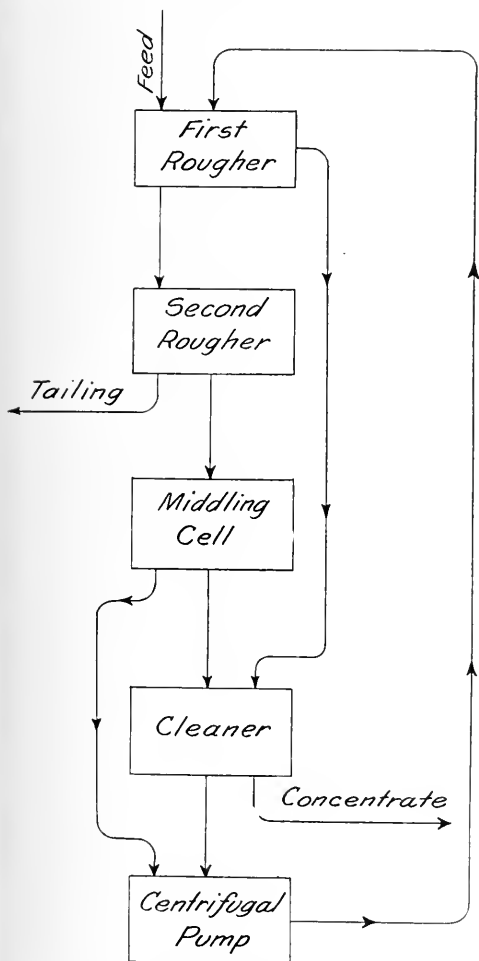 Feed
First
Rougher
Second
Rougher
Tailing
Middling
Cell
Cleaner
Concentrate
Centrifugal
Pump